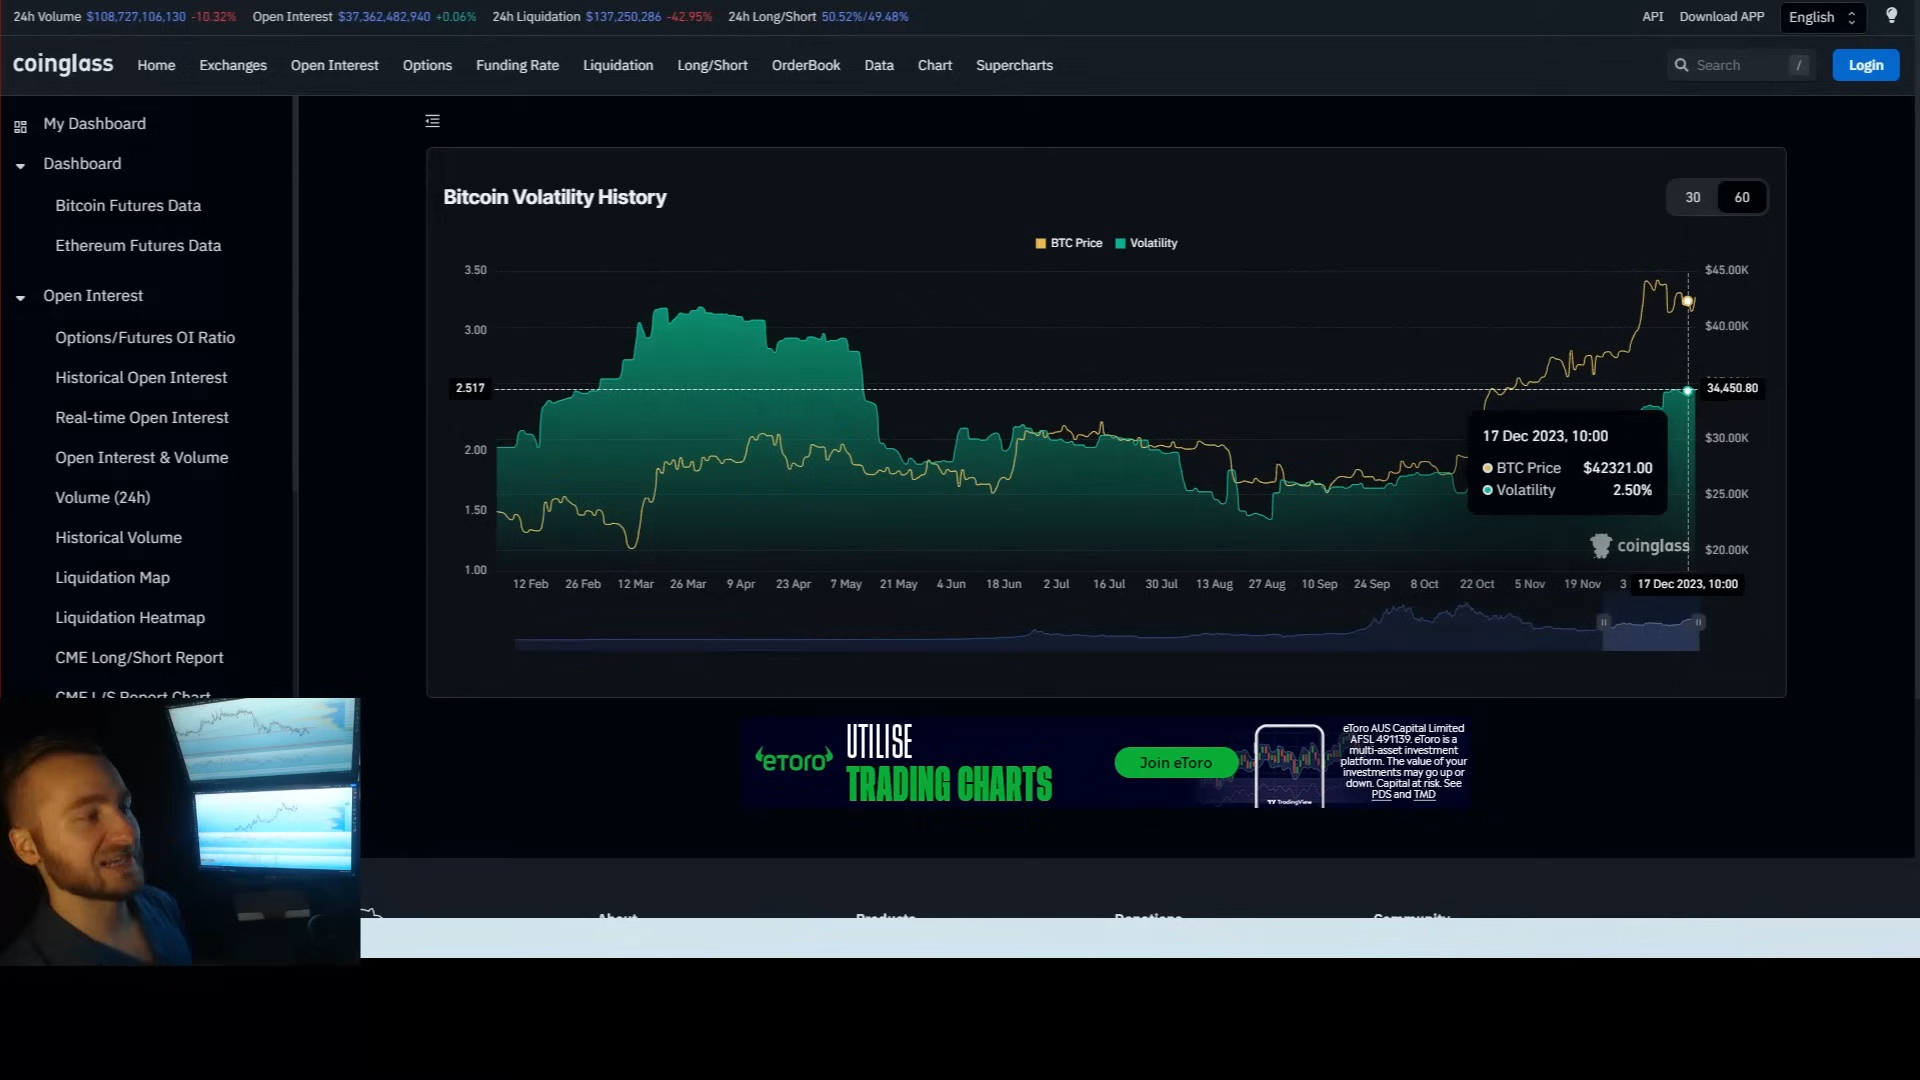 24h Volume $108,727,106,130 -10.32% Open Interest $37,362,482,940 +0.06% 24h Liquidation $137,250,286 -42.95% 24h Long/Short 50.52%/49.48% API Download APP English
coinglass Home Exchanges Open Interest Options Funding Rate Liquidation Long/Short OrderBook Data Chart Supercharts Search / Login
My Dashboard
Dashboard
Bitcoin Futures Data
Ethereum Futures Data
Open Interest
Options/Futures OI Ratio
Historical Open Interest
Real-time Open Interest
Open Interest & Volume
Volume (24h)
Historical Volume
Liquidation Map
Liquidation Heatmap
CME Long/Short Report
CME L/S Report Chart
Bitcoin Volatility History
30 60
BTC Price Volatility
3.50
3.00
2.517
2.00
1.50
1.00
$45.00K
$40.00K
34,450.80
$30.00K
$25.00K
$20.00K
17 Dec 2023, 10:00
BTC Price $42321.00
Volatility 2.50%
coinglass
12 Feb 26 Feb 12 Mar 26 Mar 9 Apr 23 Apr 7 May 21 May 4 Jun 18 Jun 2 Jul 16 Jul 30 Jul 13 Aug 27 Aug 10 Sep 24 Sep 8 Oct 22 Oct 5 Nov 19 Nov 3 17 Dec 2023, 10:00
eToro
UTILISE
TRADING CHARTS
Join eToro
TradingView
eToro AUS Capital Limited
AFSL 491139. eToro is a
multi-asset investment
platform. The value of your
investments may go up or
down. Capital at risk. See
PDS and TMD
About Products Donations Community